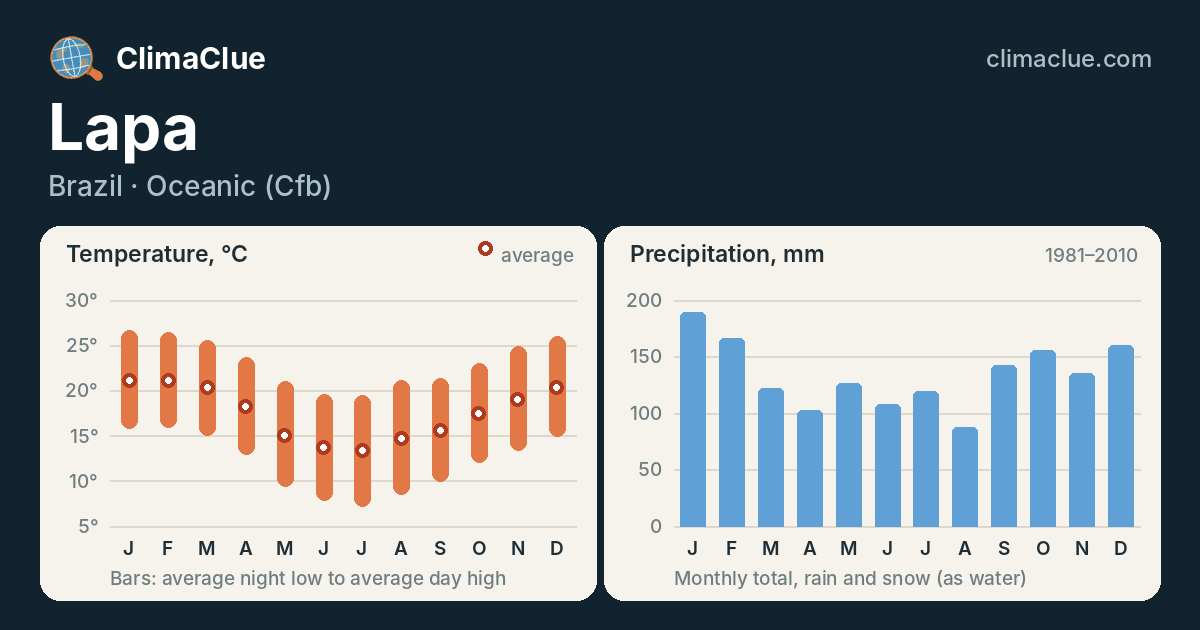 ClimaClue
climaclue.com
Lapa
Brazil · Oceanic (Cfb)
Temperature, °C
average
30°
25°
20°
15°
10°
5°
J F M A M J J A S O N D
Bars: average night low to average day high
Precipitation, mm
1981–2010
200
150
100
50
0
J F M A M J J A S O N D
Monthly total, rain and snow (as water)